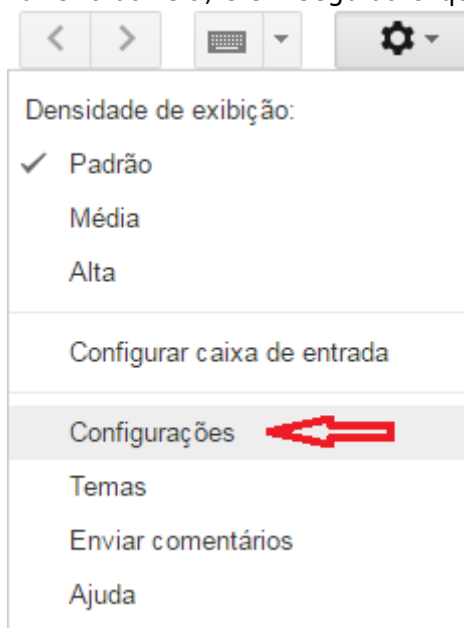 Densidade de exibição:
Padrão
Média
Alta
Configurar caixa de entrada
Configurações
Temas
Enviar comentários
Ajuda